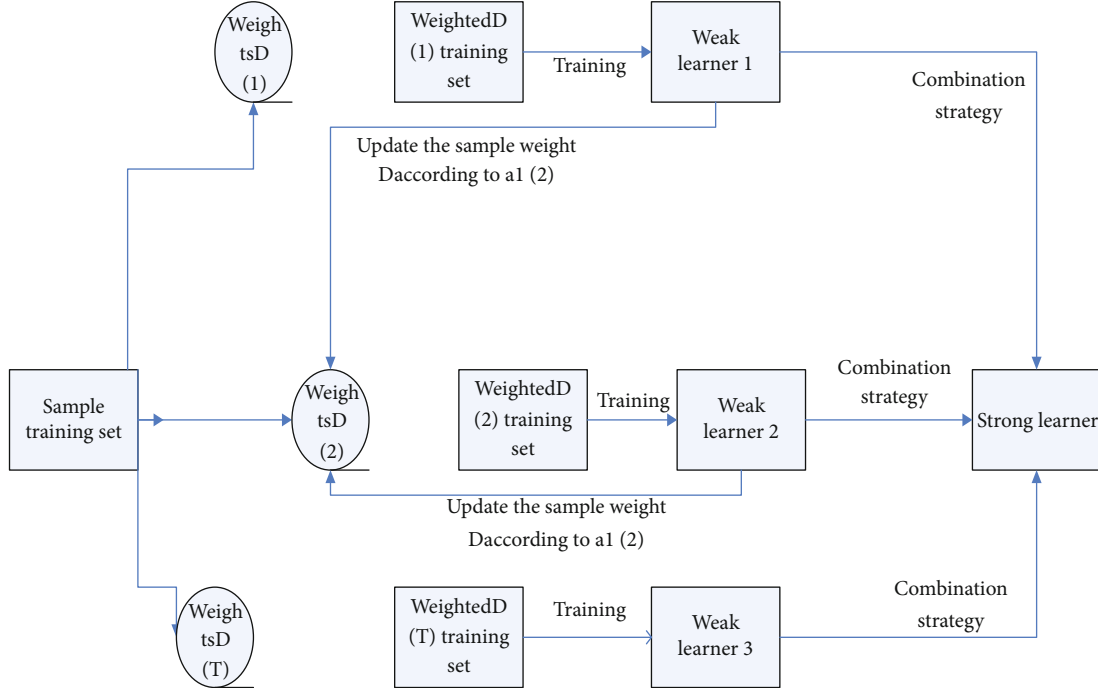 Weigh
tsD
(1)
WeightedD
(1) training
set
Training
Weak
learner 1
Combination
strategy
Update the sample weight
Daccording to a1 (2)
Sample
training set
Weigh
tsD
(2)
WeightedD
(2) training
set
Training
Weak
learner 2
Combination
strategy
Strong learner
Update the sample weight
Daccording to a1 (2)
Weigh
tsD
(T)
WeightedD
(T) training
set
Training
Weak
learner 3
Combination
strategy